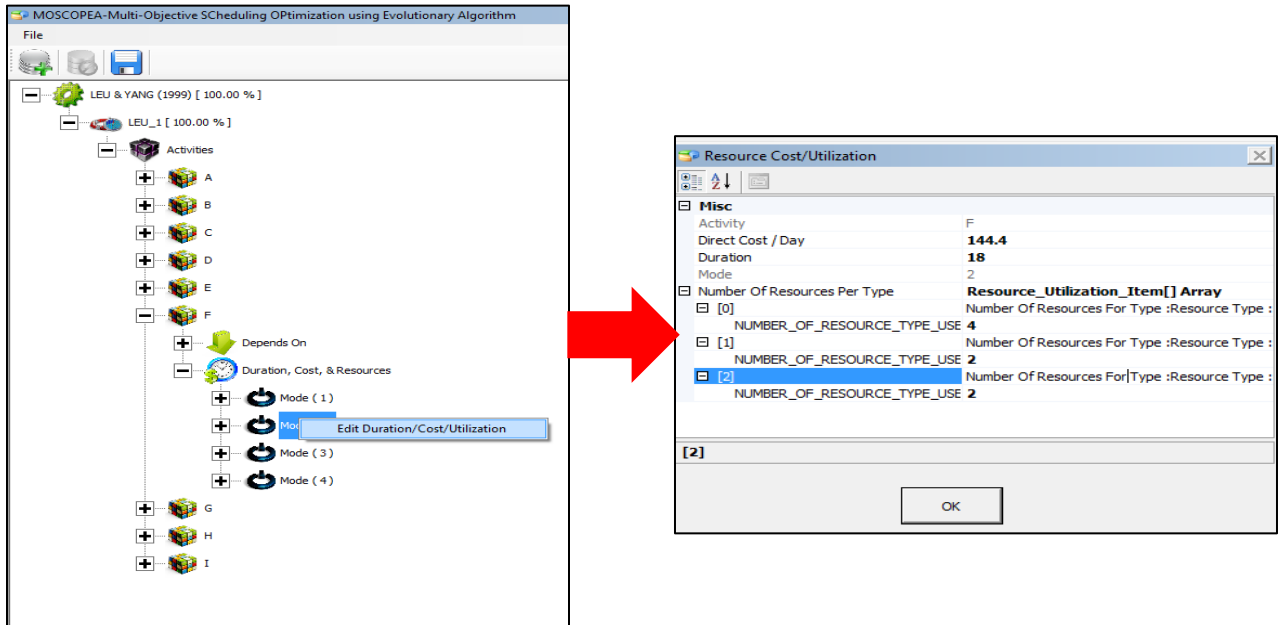 MOSCOPEA-Multi-Objective SCheduling OPtimization using Evolutionary Algorithm
File
LEU & YANG (1999) [ 100.00 % ]
LEU_1 [ 100.00 % ]
Activities
A
B
C
D
E
F
Depends On
Duration, Cost, & Resources
Mode ( 1 )
Edit Duration/Cost/Utilization
Mode ( 3 )
Mode ( 4 )
G
H
I
Resource Cost/Utilization
Misc
Activity F
Direct Cost / Day 144.4
Duration 18
Mode 2
Number Of Resources Per Type Resource_Utilization_Item[] Array
[0] Number Of Resources For Type :Resource Type :
NUMBER_OF_RESOURCE_TYPE_USE 4
[1] Number Of Resources For Type :Resource Type :
NUMBER_OF_RESOURCE_TYPE_USE 2
[2] Number Of Resources For Type :Resource Type :
NUMBER_OF_RESOURCE_TYPE_USE 2
[2]
OK